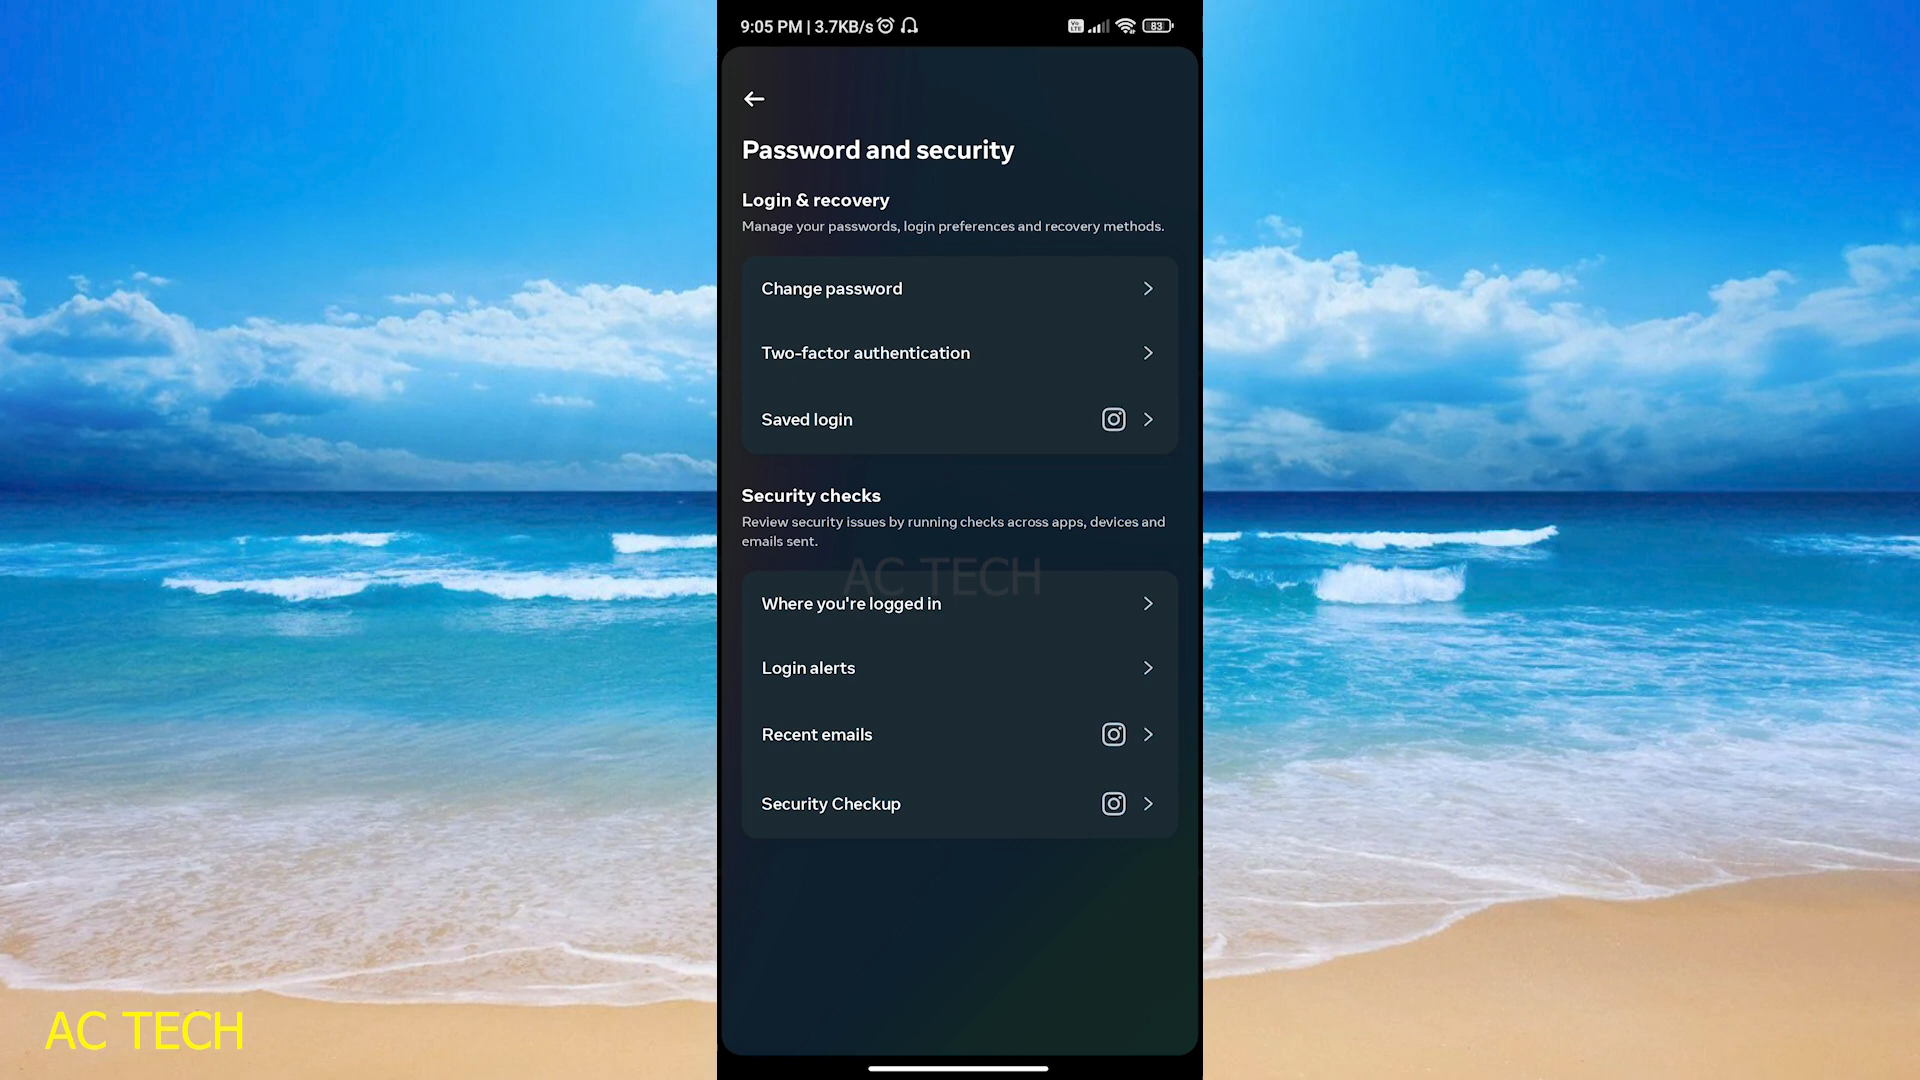 9:05 PM | 3.7KB/s
Vo
LTE
83
Password and security
Login & recovery
Manage your passwords, login preferences and recovery methods.
Change password
Two-factor authentication
Saved login
Security checks
Review security issues by running checks across apps, devices and
emails sent.
AC TECH
Where you're logged in
Login alerts
Recent emails
Security Checkup
AC TECH